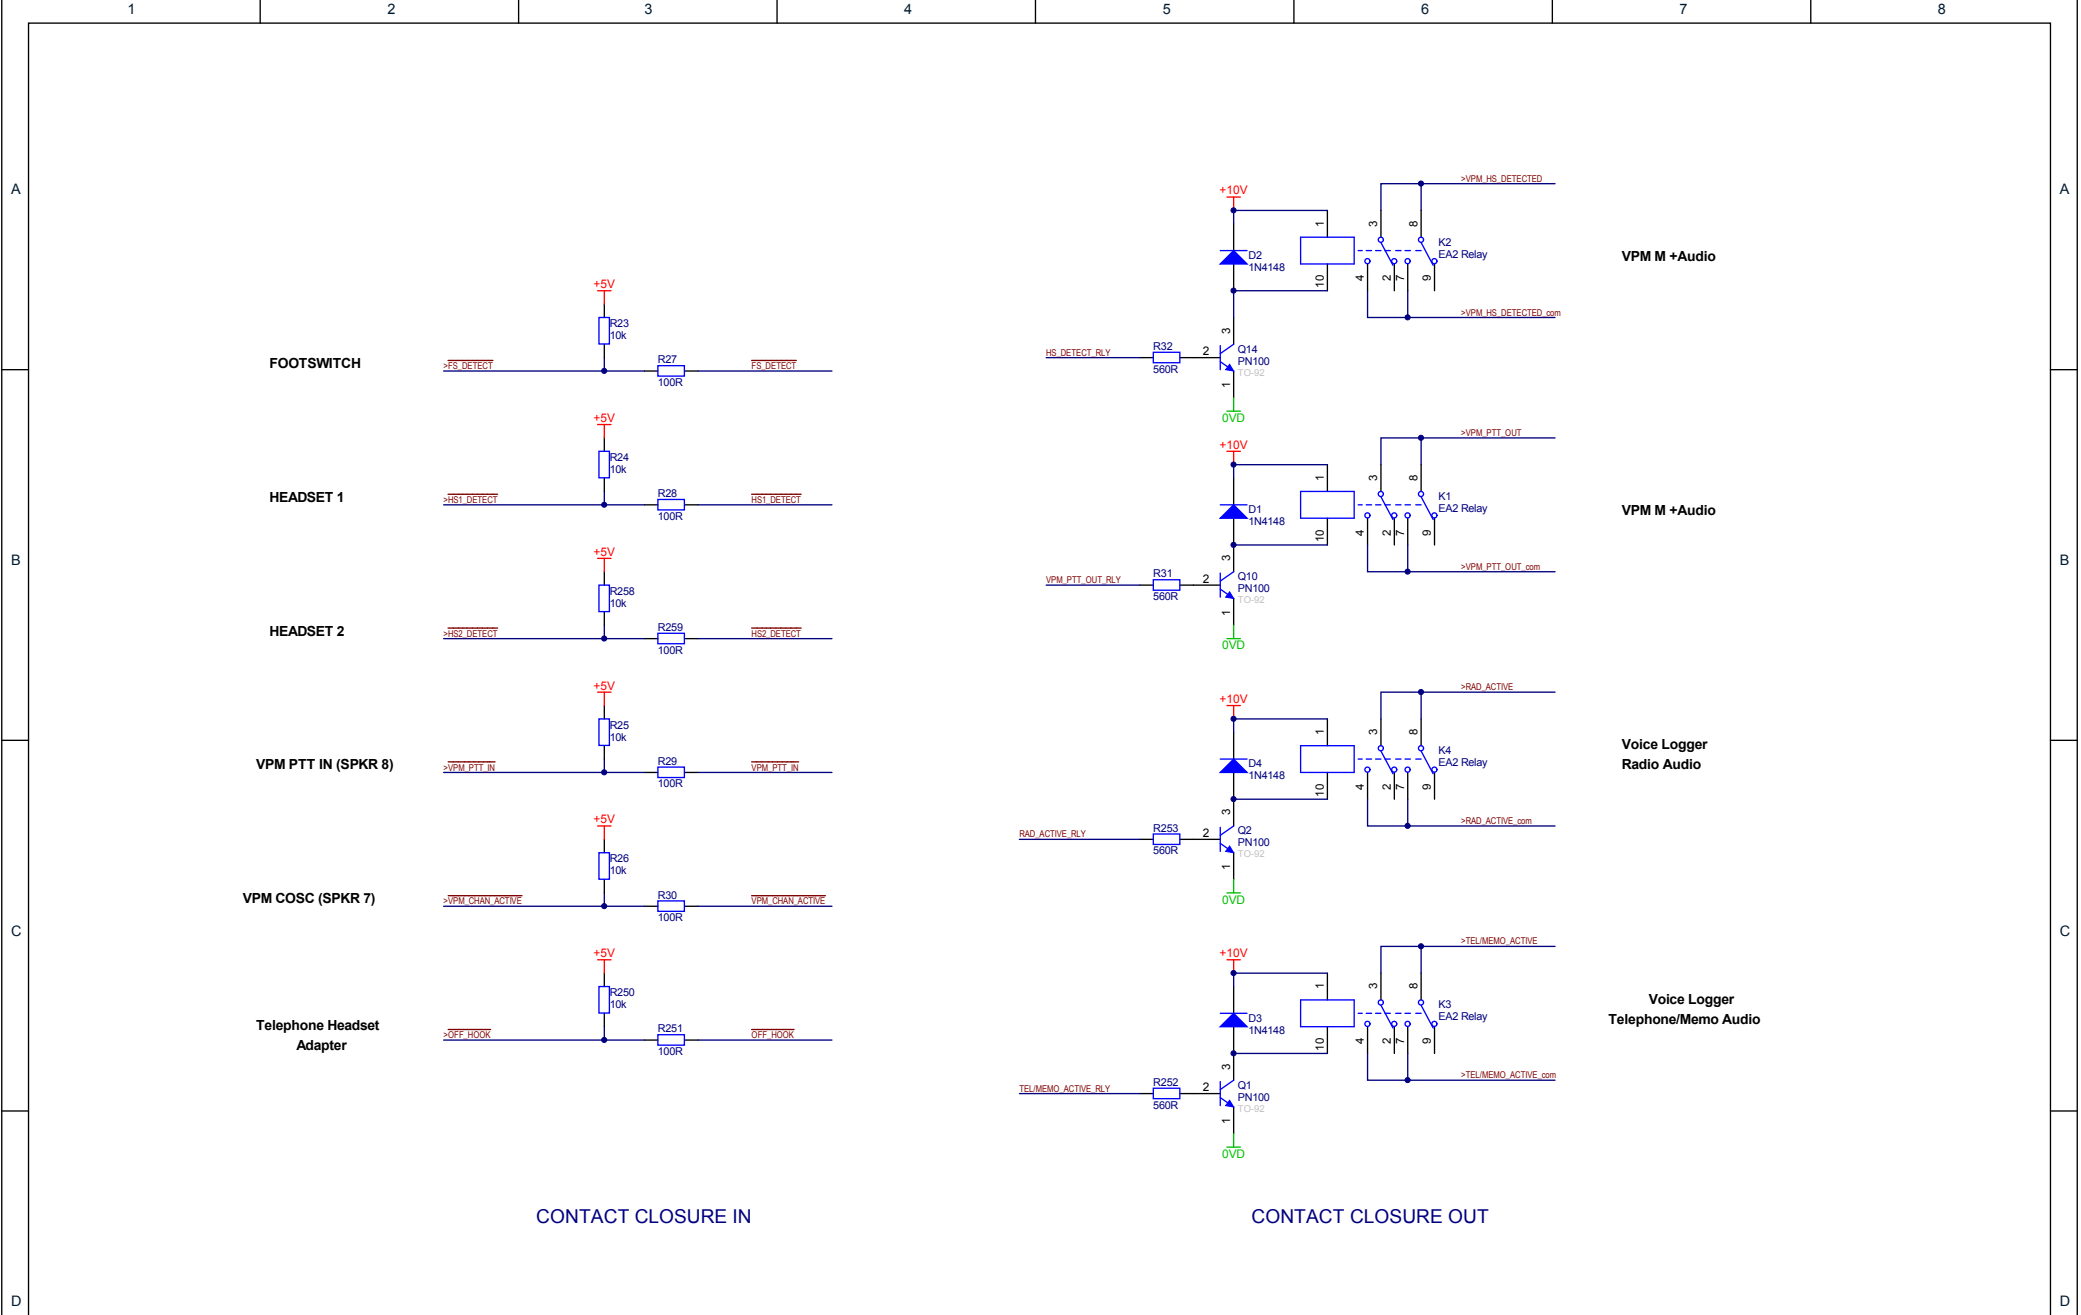 1 2 3 4 5 6 7 8
A A
B B
C C
D D
FOOTSWITCH
+5V
R23
10k
>FS_DETECT
R27
100R
FS_DETECT
HEADSET 1
+5V
R24
10k
>HS1_DETECT
R28
100R
HS1_DETECT
HEADSET 2
+5V
R258
10k
>HS2_DETECT
R259
100R
HS2_DETECT
VPM PTT IN (SPKR 8)
+5V
R25
10k
>VPM_PTT_IN
R29
100R
VPM_PTT_IN
VPM COSC (SPKR 7)
+5V
R26
10k
>VPM_CHAN_ACTIVE
R30
100R
VPM_CHAN_ACTIVE
Telephone Headset
Adapter
+5V
R250
10k
>OFF_HOOK
R251
100R
OFF_HOOK
CONTACT CLOSURE IN
+10V
D2
1N4148
1
10
3
8
4
2
7
9
K2
EA2 Relay
>VPM_HS_DETECTED
>VPM_HS_DETECTED_com
HS_DETECT_RLY
R32
560R
2
3
1
Q14
PN100
TO-92
0VD
VPM M +Audio
+10V
D1
1N4148
1
10
3
8
4
2
7
9
K1
EA2 Relay
>VPM_PTT_OUT
>VPM_PTT_OUT_com
VPM_PTT_OUT_RLY
R31
560R
2
3
1
Q10
PN100
TO-92
0VD
VPM M +Audio
+10V
D4
1N4148
1
10
3
8
4
2
7
9
K4
EA2 Relay
>RAD_ACTIVE
>RAD_ACTIVE_com
RAD_ACTIVE_RLY
R253
560R
2
3
1
Q2
PN100
TO-92
0VD
Voice Logger
Radio Audio
+10V
D3
1N4148
1
10
3
8
4
2
7
9
K3
EA2 Relay
>TEL/MEMO_ACTIVE
>TEL/MEMO_ACTIVE_com
TEL/MEMO_ACTIVE_RLY
R252
560R
2
3
1
Q1
PN100
TO-92
0VD
Voice Logger
Telephone/Memo Audio
CONTACT CLOSURE OUT